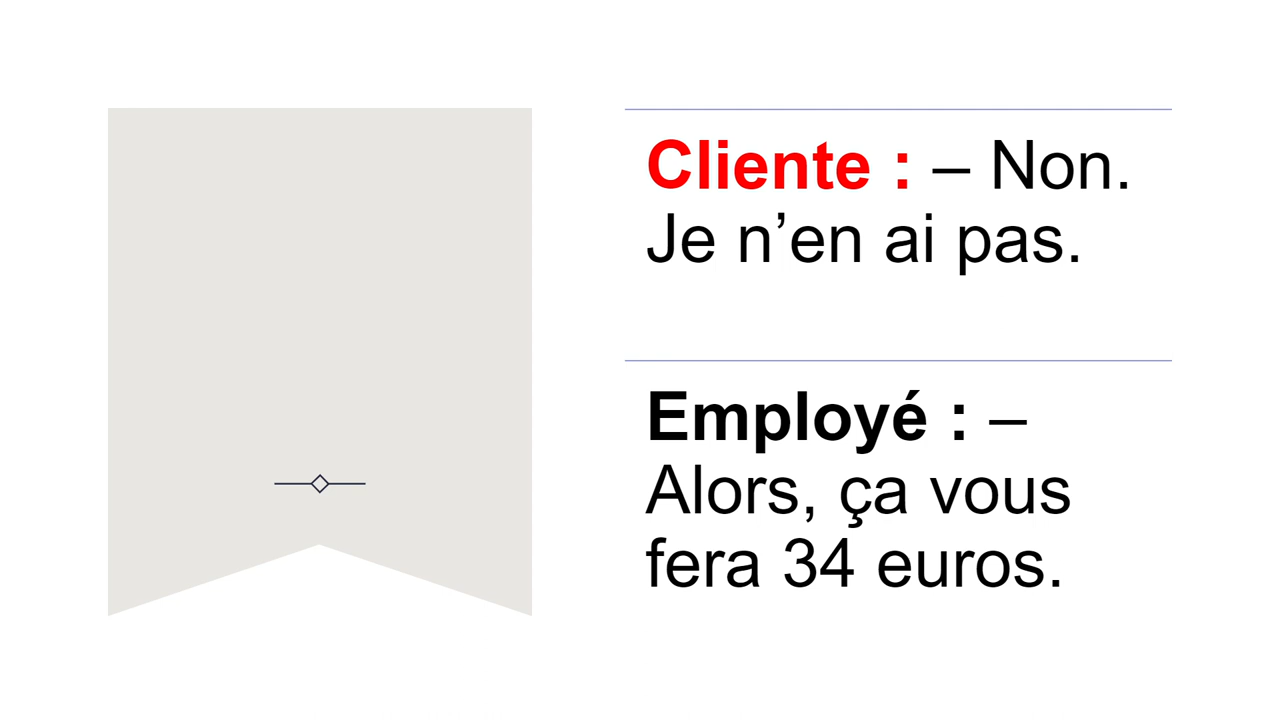 Cliente : – Non.
Je n’en ai pas.
Employé : –
Alors, ça vous
fera 34 euros.